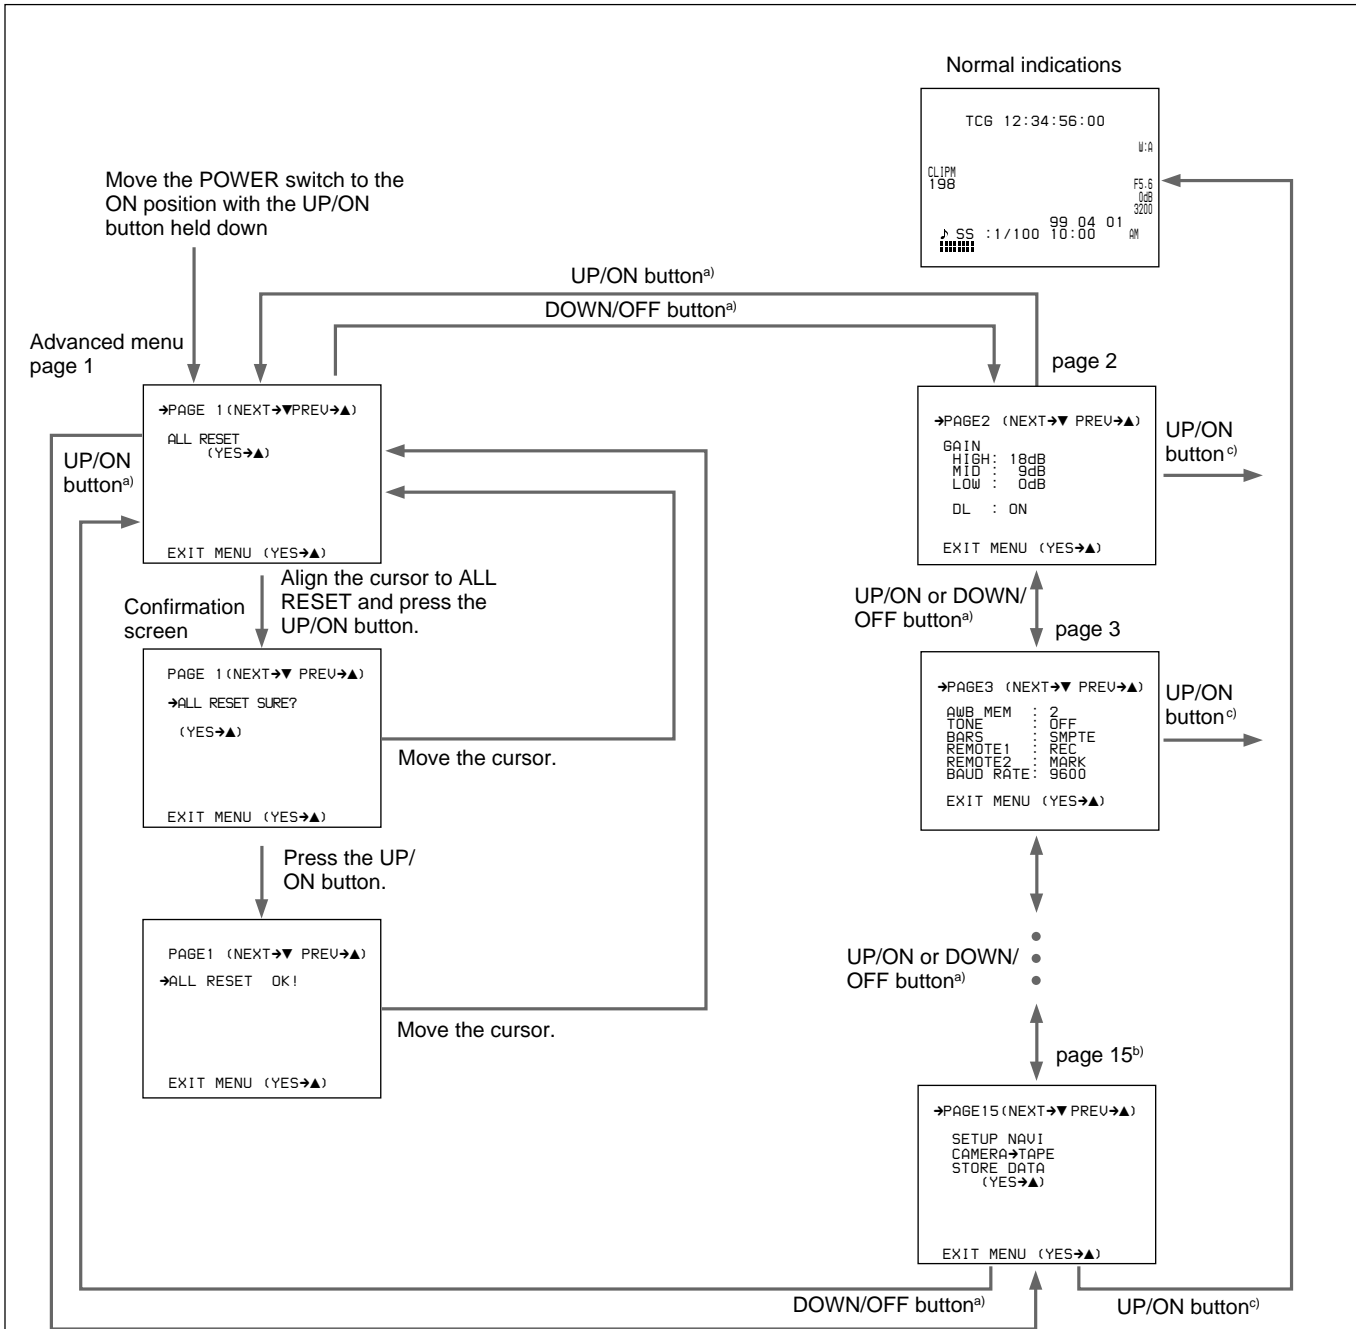 Normal indications
TCG 12:34:56:00
W:A
CLIPM
198
F5.6
0dB
3200
99 04 01
♪ SS :1/100 10:00 AM
Move the POWER switch to the
ON position with the UP/ON
button held down
UP/ON button a)
DOWN/OFF button a)
Advanced menu
page 1
➔PAGE 1(NEXT➔▼PREV➔▲)
ALL RESET
(YES➔▲)
EXIT MENU (YES➔▲)
UP/ON
button a)
Align the cursor to ALL
RESET and press the
UP/ON button.
Confirmation
screen
PAGE 1(NEXT➔▼ PREV➔▲)
➔ALL RESET SURE?
(YES➔▲)
EXIT MENU (YES➔▲)
Move the cursor.
Press the UP/
ON button.
PAGE1 (NEXT➔▼ PREV➔▲)
➔ALL RESET OK!
EXIT MENU (YES➔▲)
Move the cursor.
page 2
➔PAGE2 (NEXT➔▼ PREV➔▲)
GAIN
HIGH: 18dB
MID : 9dB
LOW : 0dB
DL : ON
EXIT MENU (YES➔▲)
UP/ON
button c)
UP/ON or DOWN/
OFF button a)
page 3
➔PAGE3 (NEXT➔▼ PREV➔▲)
AWB MEM : 2
TONE : OFF
BARS : SMPTE
REMOTE1 : REC
REMOTE2 : MARK
BAUD RATE: 9600
EXIT MENU (YES➔▲)
UP/ON
button c)
UP/ON or DOWN/
OFF button a)
page 15 b)
➔PAGE15(NEXT➔▼ PREV➔▲)
SETUP NAVI
CAMERA➔TAPE
STORE DATA
(YES➔▲)
EXIT MENU (YES➔▲)
DOWN/OFF button a)
UP/ON button c)